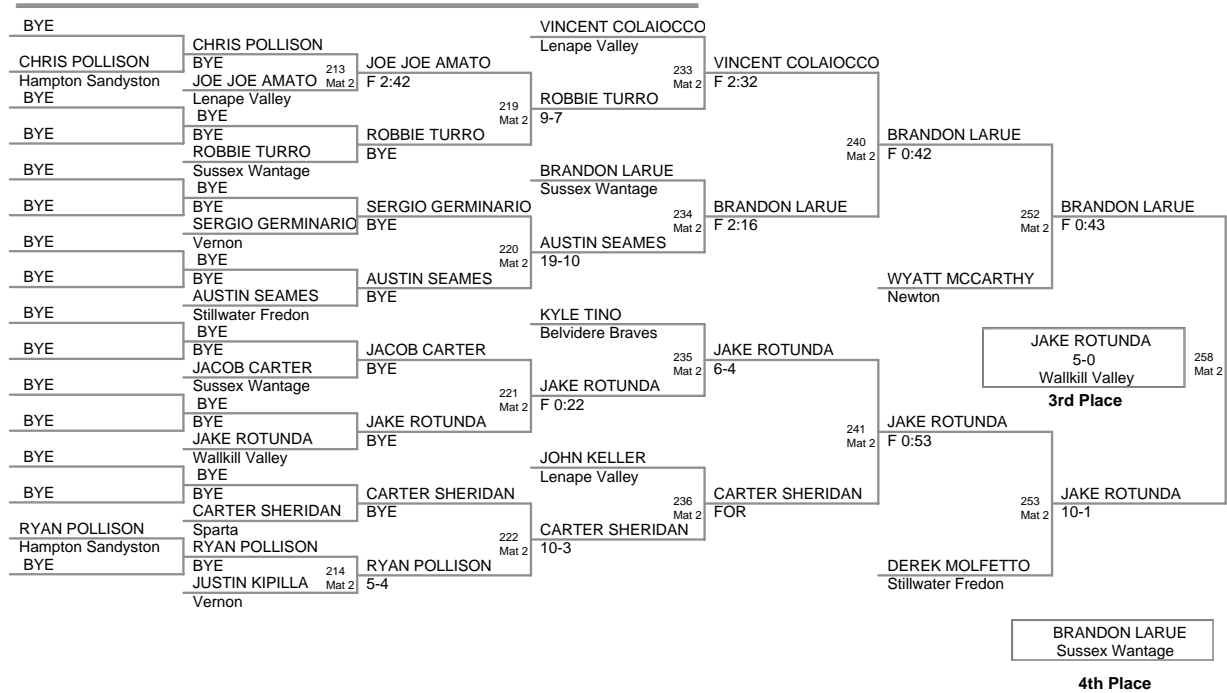 BYE
CHRIS POLLISON
Hampton Sandyston
BYE
BYE
BYE
BYE
BYE
BYE
BYE
BYE
BYE
BYE
BYE
BYE
RYAN POLLISON
Hampton Sandyston
BYE
CHRIS POLLISON
BYE
213
Mat 2
JOE JOE AMATO
Lenape Valley
BYE
BYE
ROBBIE TURRO
Sussex Wantage
BYE
BYE
SERGIO GERMINARIO
Vernon
BYE
BYE
AUSTIN SEAMES
Stillwater Fredon
BYE
BYE
JACOB CARTER
Sussex Wantage
BYE
BYE
JAKE ROTUNDA
Wallkill Valley
BYE
BYE
CARTER SHERIDAN
Sparta
RYAN POLLISON
BYE
214
Mat 2
JUSTIN KIPILLA
Vernon
JOE JOE AMATO
F 2:42
219
Mat 2
ROBBIE TURRO
BYE
SERGIO GERMINARIO
BYE
220
Mat 2
AUSTIN SEAMES
BYE
JACOB CARTER
BYE
221
Mat 2
JAKE ROTUNDA
BYE
CARTER SHERIDAN
BYE
222
Mat 2
RYAN POLLISON
5-4
VINCENT COLAIOCCO
Lenape Valley
233
Mat 2
ROBBIE TURRO
9-7
BRANDON LARUE
Sussex Wantage
234
Mat 2
AUSTIN SEAMES
19-10
KYLE TINO
Belvidere Braves
235
Mat 2
JAKE ROTUNDA
F 0:22
JOHN KELLER
Lenape Valley
236
Mat 2
CARTER SHERIDAN
10-3
VINCENT COLAIOCCO
F 2:32
240
Mat 2
BRANDON LARUE
F 2:16
JAKE ROTUNDA
6-4
241
Mat 2
CARTER SHERIDAN
FOR
BRANDON LARUE
F 0:42
252
Mat 2
WYATT MCCARTHY
Newton
JAKE ROTUNDA
F 0:53
253
Mat 2
DEREK MOLFETTO
Stillwater Fredon
BRANDON LARUE
F 0:43
JAKE ROTUNDA
5-0
Wallkill Valley
3rd Place
258
Mat 2
JAKE ROTUNDA
10-1
BRANDON LARUE
Sussex Wantage
4th Place